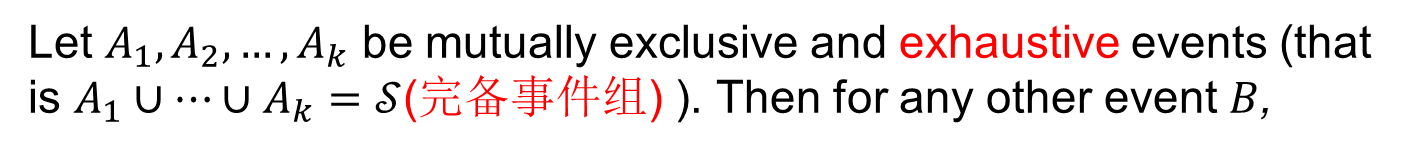 Let 𝐴₁, 𝐴₂, … , 𝐴ₖ be mutually exclusive and exhaustive events (that
is 𝐴₁ ∪ ⋯ ∪ 𝐴ₖ = 𝒮(完备事件组) ). Then for any other event 𝐵,